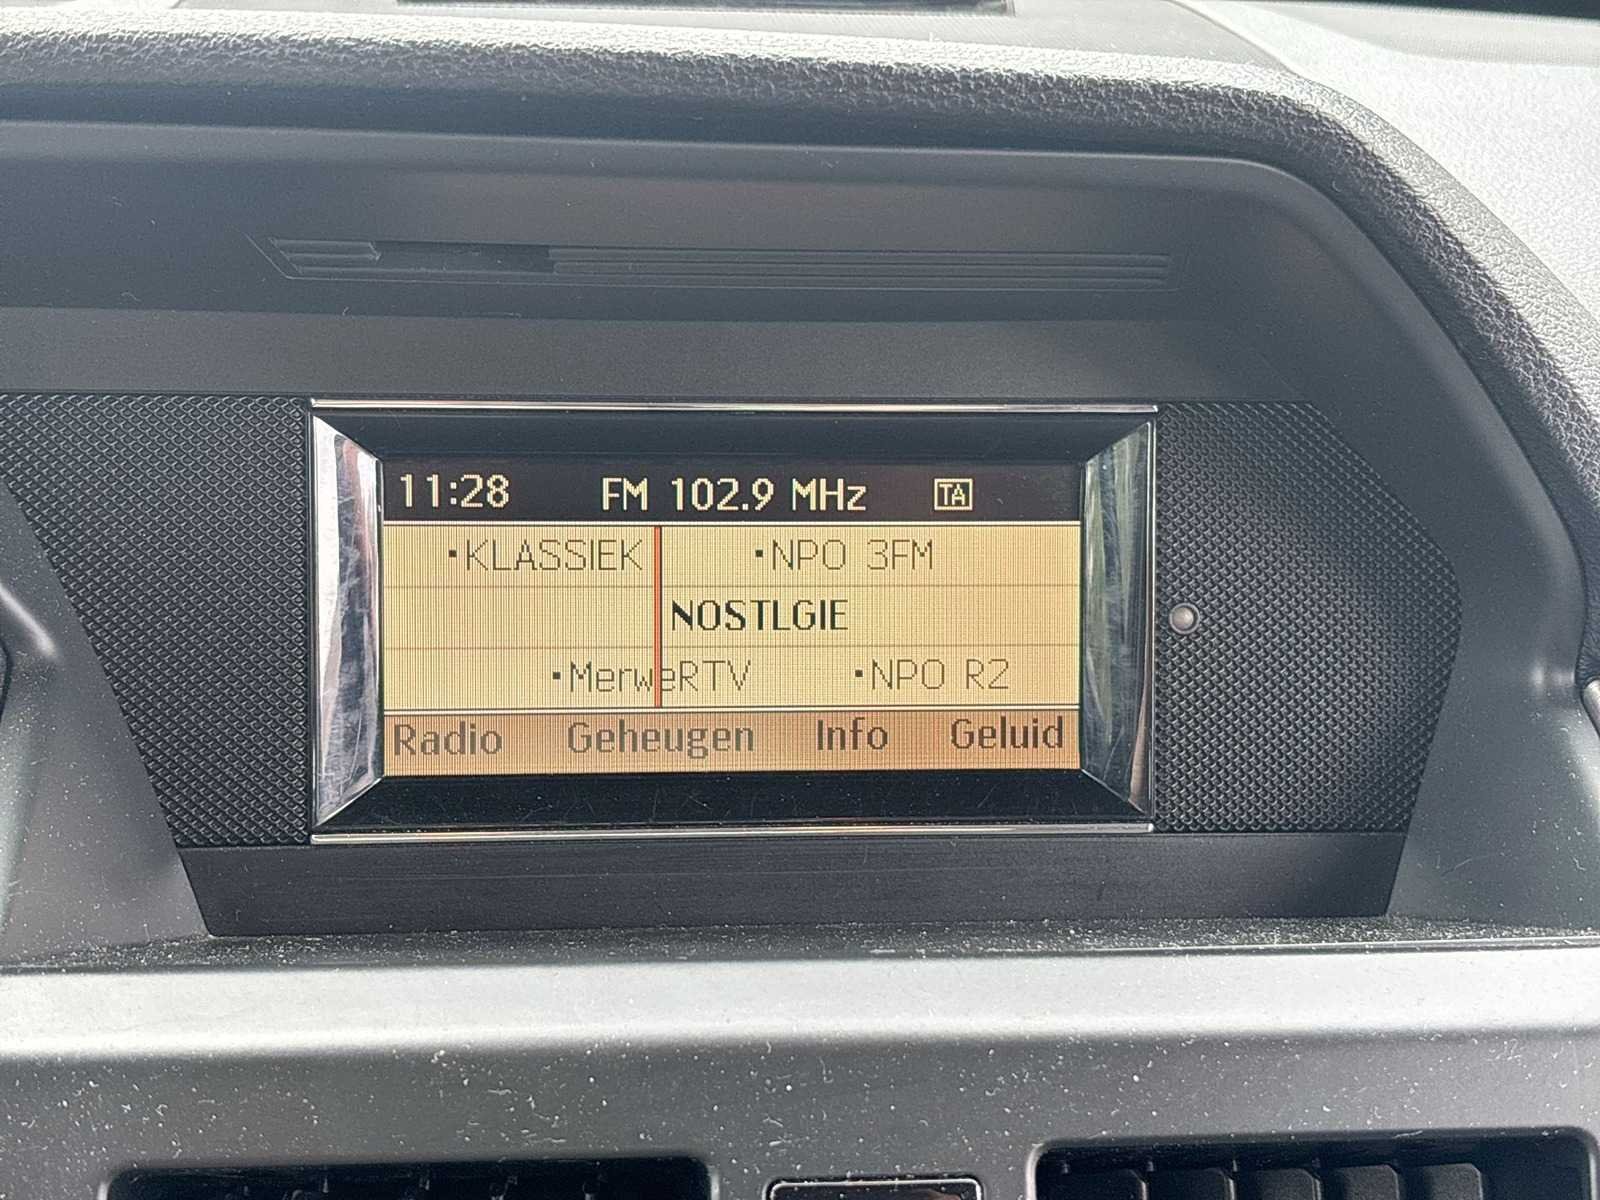 11:28 FM 102.9 MHz TA
·KLASSIEK ·NPO 3FM
NOSTLGIE
·MerweRTV ·NPO R2
Radio Geheugen Info Geluid